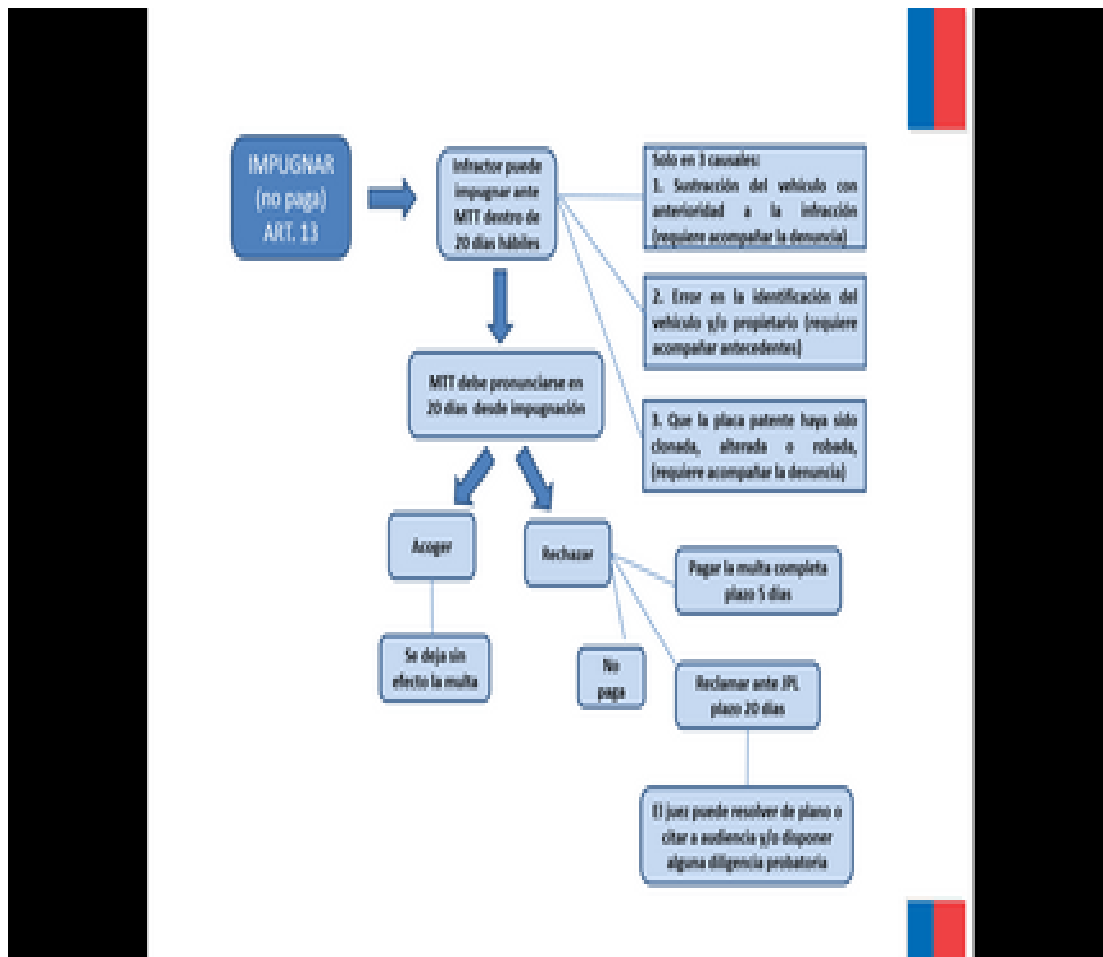 IMPUGNAR
(no paga)
ART. 13
Infractor puede
impugnar ante
MTT dentro de
20 días hábiles
Solo en 3 causales:
1. Sustracción del vehículo con
anterioridad a la infracción
(requiere acompañar la denuncia)
2. Error en la identificación del
vehículo y/o propietario (requiere
acompañar antecedentes)
3. Que la placa patente haya sido
clonada, alterada o robada,
(requiere acompañar la denuncia)
MTT debe pronunciarse en
20 días desde impugnación
Acoger
Rechazar
Pagar la multa completa
plazo 5 días
Se deja sin
efecto la multa
No
paga
Reclamar ante JPL
plazo 20 días
El juez puede resolver de plano o
citar a audiencia y/o disponer
alguna diligencia probatoria